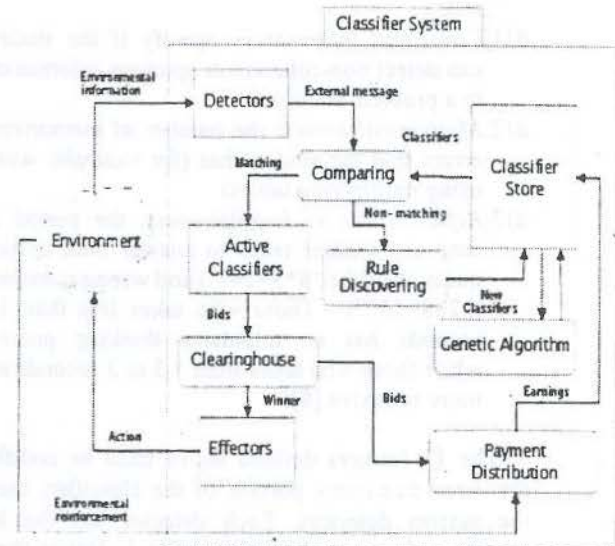 Classifier System
Environmental
information
Detectors
External message
Classifiers
Matching
Comparing
Classifier
Store
Non-matching
Environment
Active
Classifiers
Rule
Discovering
New
Classifiers
Bids
Genetic Algorithm
Clearinghouse
Winner
Bids
Earnings
Action
Effectors
Payment
Distribution
Environmental
reinforcement